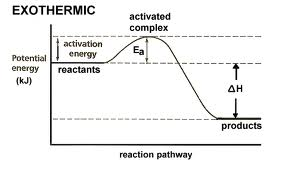 EXOTHERMIC
activated
complex
Potential
energy
(kJ)
activation
energy
Ea
reactants
ΔH
products
reaction pathway